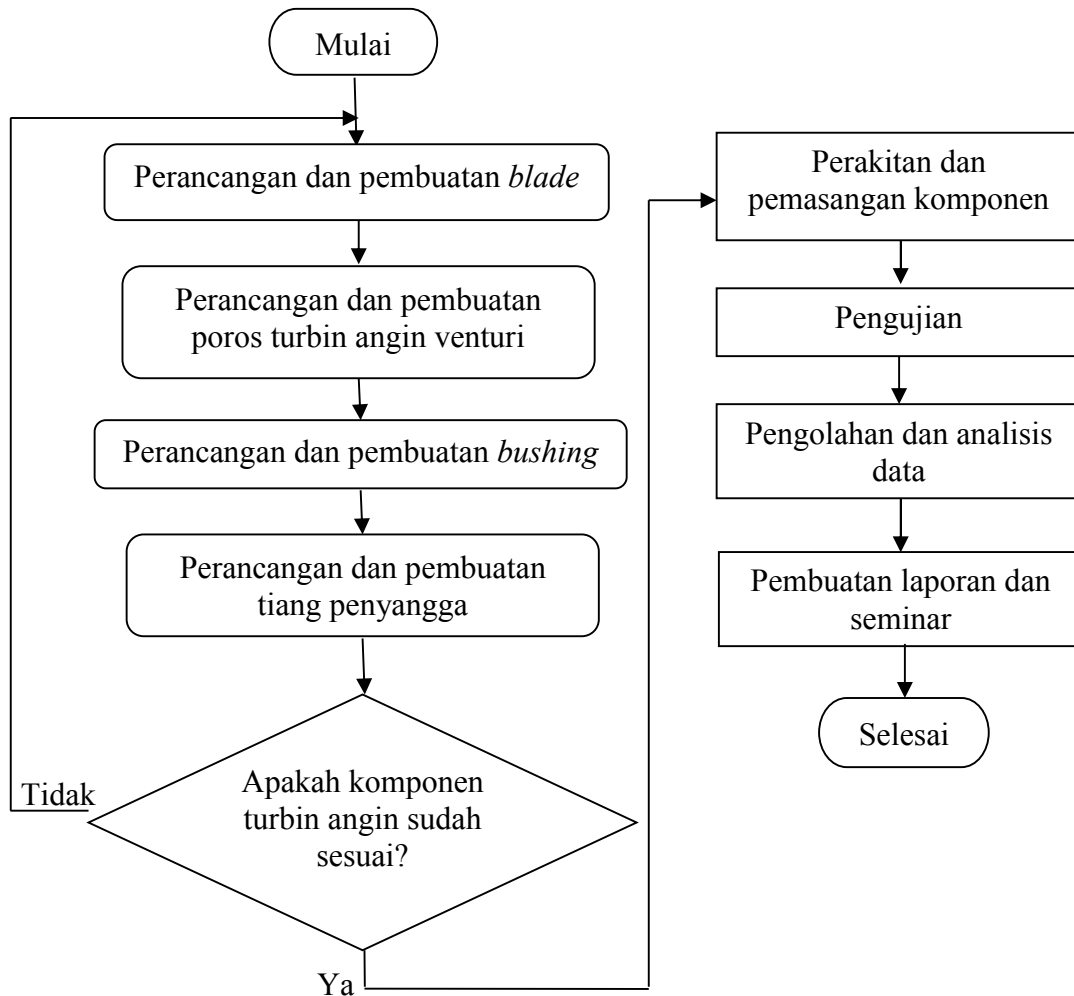 Mulai
Perancangan dan pembuatan blade
Perancangan dan pembuatan
poros turbin angin venturi
Perancangan dan pembuatan bushing
Perancangan dan pembuatan
tiang penyangga
Apakah komponen
turbin angin sudah
sesuai?
Tidak
Ya
Perakitan dan
pemasangan komponen
Pengujian
Pengolahan dan analisis
data
Pembuatan laporan dan
seminar
Selesai